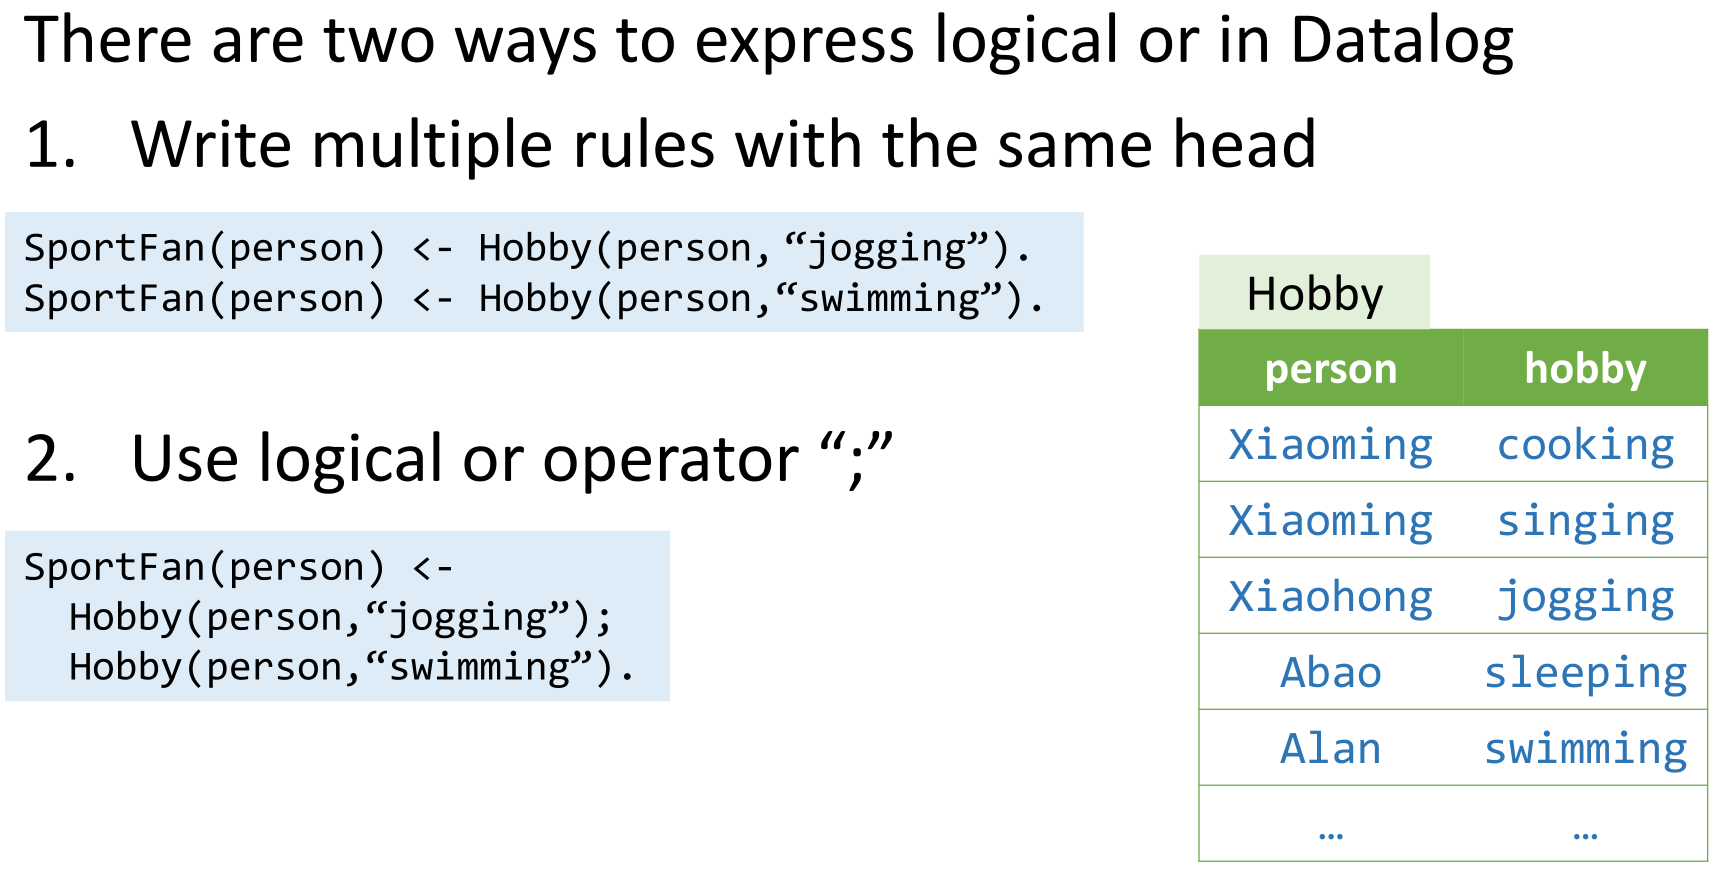 There are two ways to express logical or in Datalog
1. Write multiple rules with the same head
SportFan(person) <- Hobby(person, “jogging”).
SportFan(person) <- Hobby(person,“swimming”).
2. Use logical or operator “;”
SportFan(person) <-
Hobby(person,“jogging”);
Hobby(person,“swimming”).
Hobby
person hobby
Xiaoming cooking
Xiaoming singing
Xiaohong jogging
Abao sleeping
Alan swimming
… …